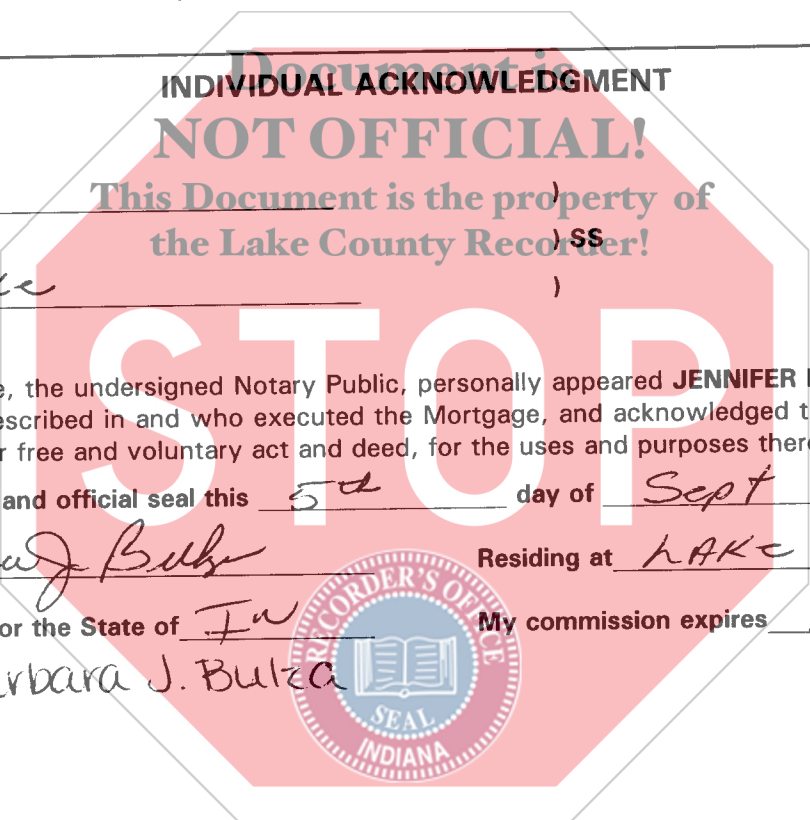 Document is
INDIVIDUAL ACKNOWLEDGMENT
NOT OFFICIAL!
This Document is the property of
)
the Lake County Recorder!
) SS
)
STOP
e, the undersigned Notary Public, personally appeared JENNIFER
escribed in and who executed the Mortgage, and acknowledged t
r free and voluntary act and deed, for the uses and purposes there
and official seal this 5th day of Sept
Residing at LAKE
or the State of IN My commission expires
rbara J. Bulza
RECORDER'S OFFICE
SEAL
INDIANA